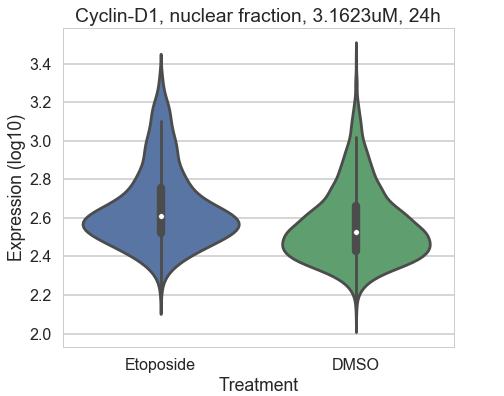 Cyclin-D1, nuclear fraction, 3.1623uM, 24h
Expression (log10)
3.4
3.2
3.0
2.8
2.6
2.4
2.2
2.0
Etoposide DMSO
Treatment